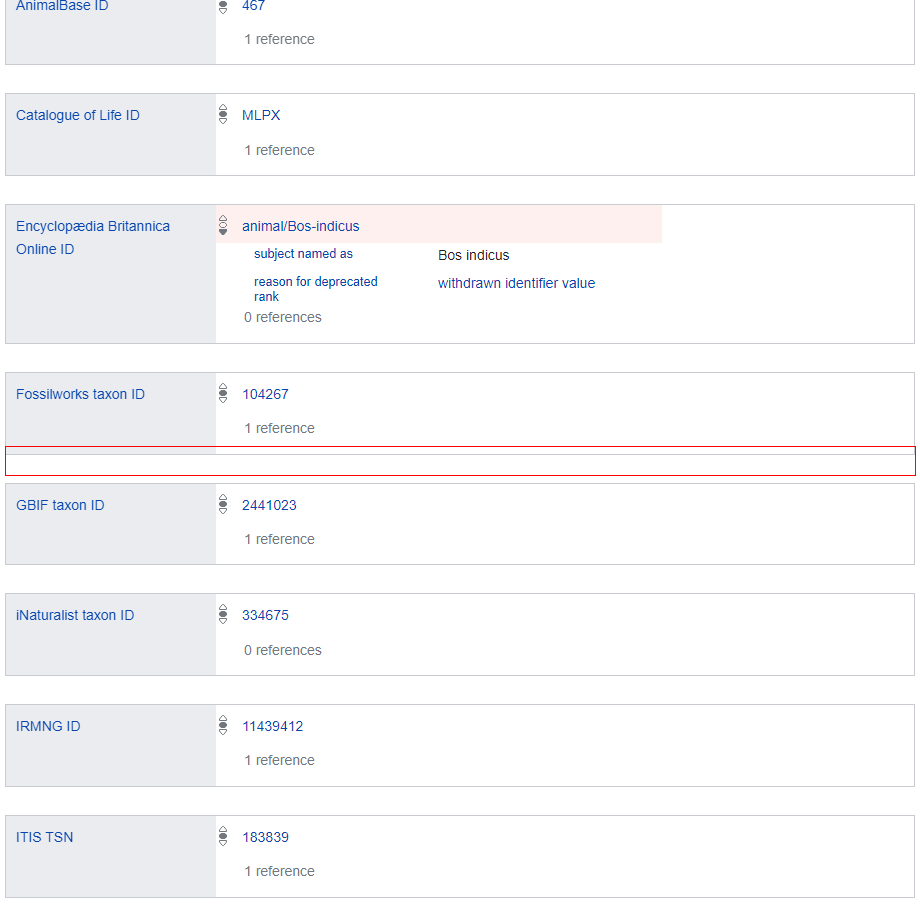 AnimalBase ID
467
1 reference
Catalogue of Life ID
MLPX
1 reference
Encyclopædia Britannica
Online ID
animal/Bos-indicus
subject named as
Bos indicus
reason for deprecated
rank
withdrawn identifier value
0 references
Fossilworks taxon ID
104267
1 reference
GBIF taxon ID
2441023
1 reference
iNaturalist taxon ID
334675
0 references
IRMNG ID
11439412
1 reference
ITIS TSN
183839
1 reference